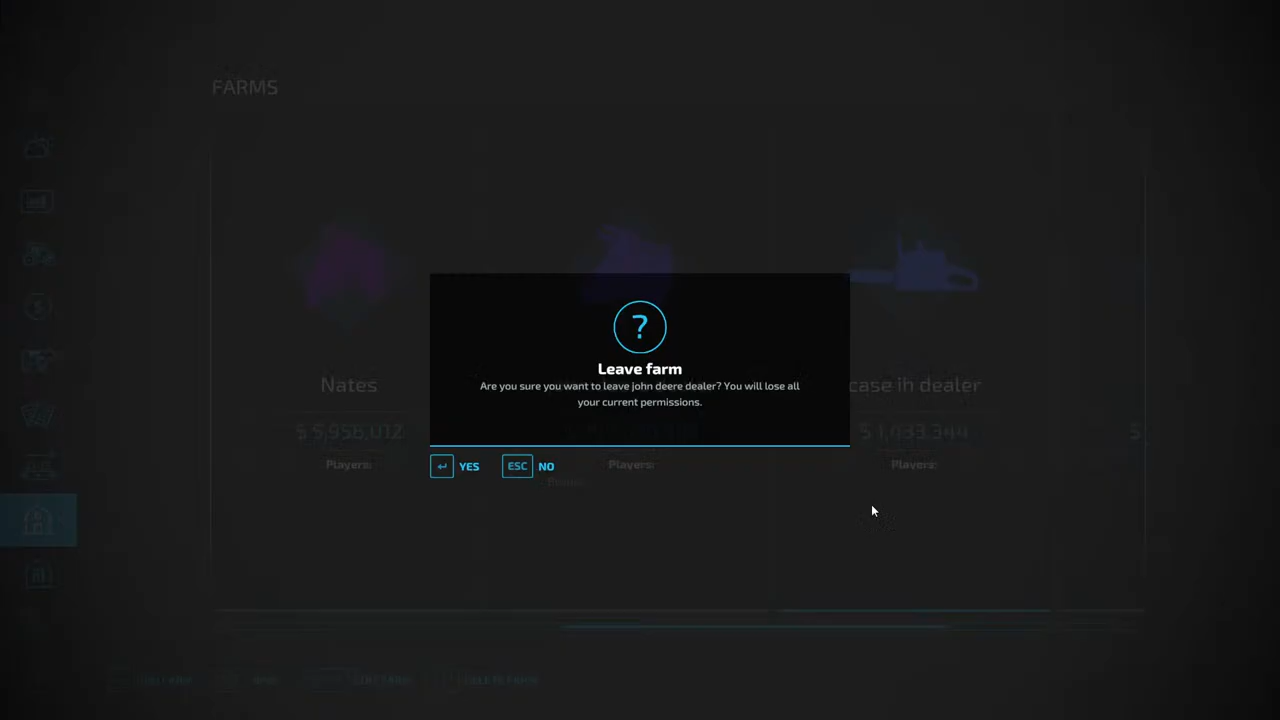 FARMS
Leave farm
Are you sure you want to leave john deere dealer? You will lose all
your current permissions.
Nates
case in dealer
$ 5,956,012
$ 1,033,344
$
Players:
Players:
Players:
↵ YES
ESC NO